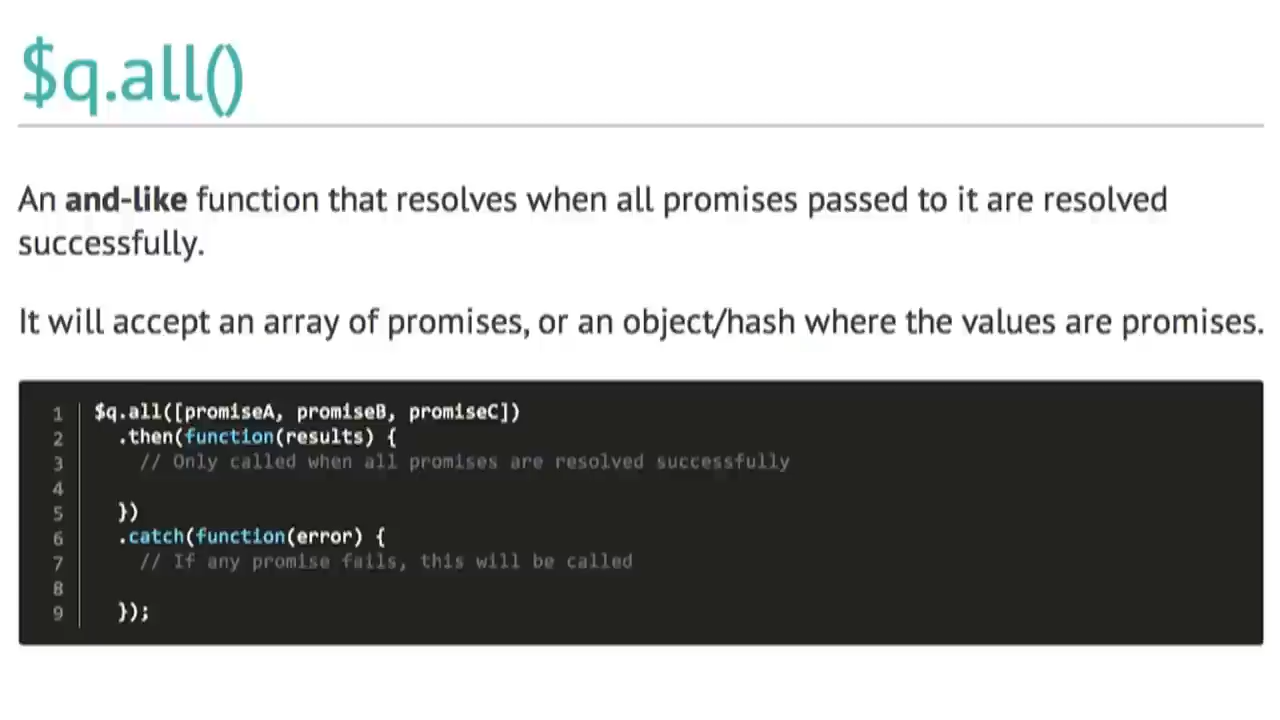 $q.all()
An and-like function that resolves when all promises passed to it are resolved
successfully.
It will accept an array of promises, or an object/hash where the values are promises.
1 $q.all([promiseA, promiseB, promiseC])
2 .then(function(results) {
3 // Only called when all promises are resolved successfully
4
5 })
6 .catch(function(error) {
7 // If any promise fails, this will be called
8
9 });